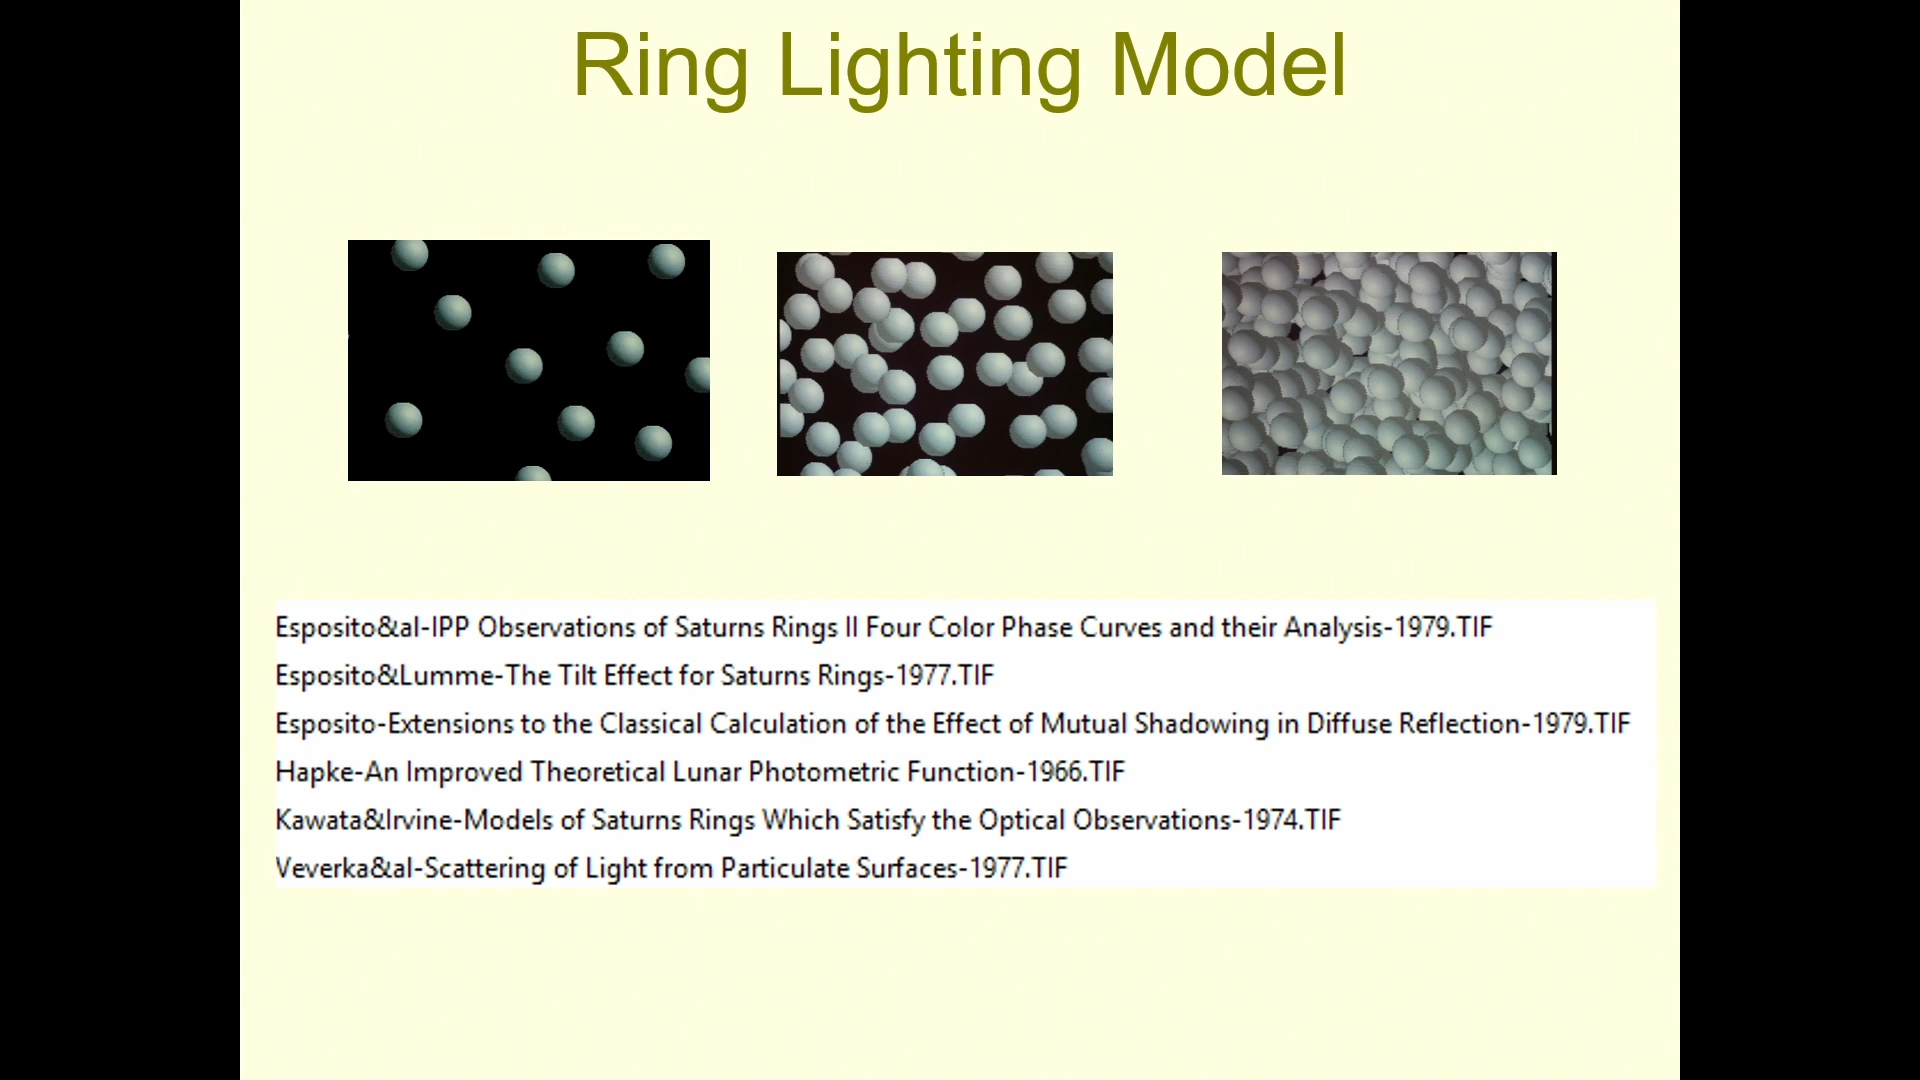 Ring Lighting Model
Esposito&al-IPP Observations of Saturns Rings II Four Color Phase Curves and their Analysis-1979.TIF
Esposito&Lumme-The Tilt Effect for Saturns Rings-1977.TIF
Esposito-Extensions to the Classical Calculation of the Effect of Mutual Shadowing in Diffuse Reflection-1979.TIF
Hapke-An Improved Theoretical Lunar Photometric Function-1966.TIF
Kawata&Irvine-Models of Saturns Rings Which Satisfy the Optical Observations-1974.TIF
Veverka&al-Scattering of Light from Particulate Surfaces-1977.TIF